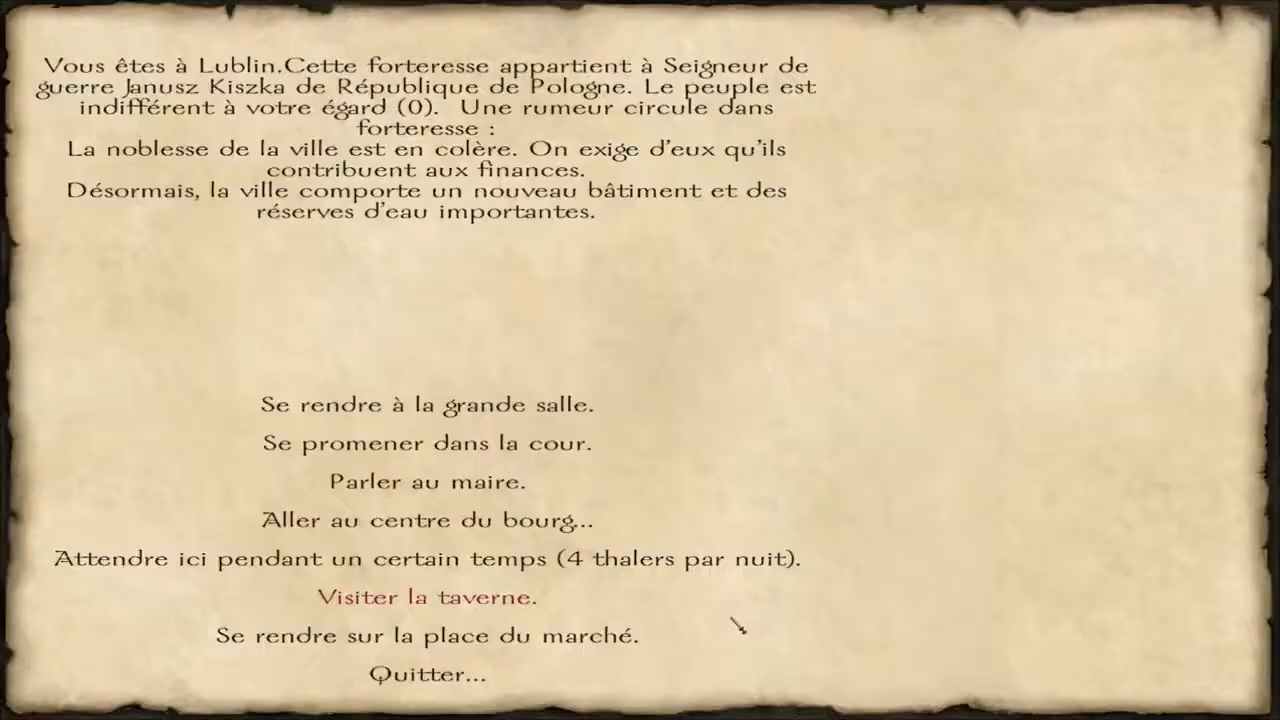 Vous êtes à Lublin.Cette forteresse appartient à Seigneur de
guerre Janusz Kiszka de République de Pologne. Le peuple est
indifférent à votre égard (0).  Une rumeur circule dans
forteresse :
La noblesse de la ville est en colère. On exige d'eux qu'ils
contribuent aux finances.
Désormais, la ville comporte un nouveau bâtiment et des
réserves d'eau importantes.
Se rendre à la grande salle.
Se promener dans la cour.
Parler au maire.
Aller au centre du bourg...
Attendre ici pendant un certain temps (4 thalers par nuit).
Visiter la taverne.
Se rendre sur la place du marché.
Quitter...